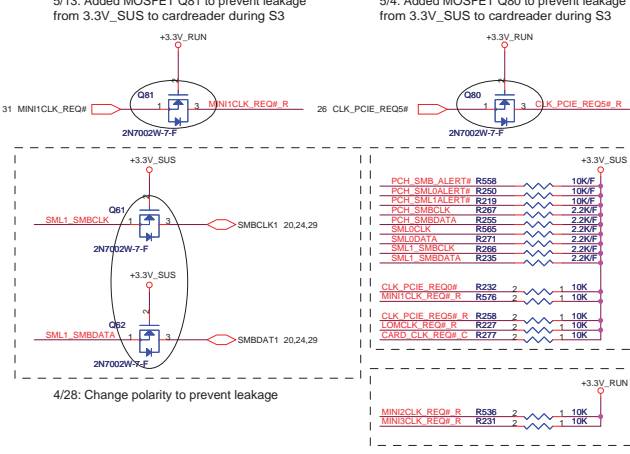 5/13: Added MOSFET Q81 to prevent leakage
from 3.3V_SUS to cardreader during S3
+3.3V_RUN
2
Q81
31 MINI1CLK_REQ# 1 3 MINI1CLK_REQ#_R
2N7002W-7-F
5/4: Added MOSFET Q80 to prevent leakage
from 3.3V_SUS to cardreader during S3
+3.3V_RUN
2
Q80
26 CLK_PCIE_REQ5# 1 3 CLK_PCIE_REQ5#_R
2N7002W-7-F
+3.3V_SUS
2
Q61
SML1_SMBCLK 1 3 SMBCLK1 20,24,29
2N7002W-7-F
+3.3V_SUS
2
Q62
SML1_SMBDATA 1 3 SMBDAT1 20,24,29
2N7002W-7-F
4/28: Change polarity to prevent leakage
+3.3V_SUS
PCH_SMB_ALERT# R558 10K/F
PCH_SML0ALERT# R250 10K/F
PCH_SML1ALERT# R219 10K/F
PCH_SMBCLK R267 2.2K/F
PCH_SMBDATA R255 2.2K/F
SML0CLK R565 2.2K/F
SML0DATA R271 2.2K/F
SML1_SMBCLK R266 2.2K/F
SML1_SMBDATA R235 2.2K/F
CLK_PCIE_REQ0# R232 2 1 10K
MINI1CLK_REQ#_R R576 2 1 10K
CLK_PCIE_REQ5#_R R258 2 1 10K
LOMCLK_REQ#_R R227 2 1 10K
CARD_CLK_REQ#_C R277 2 1 10K
+3.3V_RUN
MINI2CLK_REQ#_R R536 2 1 10K
MINI3CLK_REQ#_R R231 2 1 10K